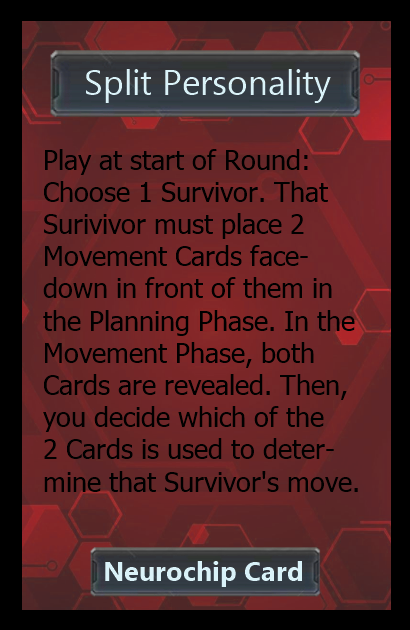 Split Personality
Play at start of Round:
Choose 1 Survivor. That
Surivivor must place 2
Movement Cards face-
down in front of them in
the Planning Phase. In the
Movement Phase, both
Cards are revealed. Then,
you decide which of the
2 Cards is used to deter-
mine that Survivor's move.
Neurochip Card